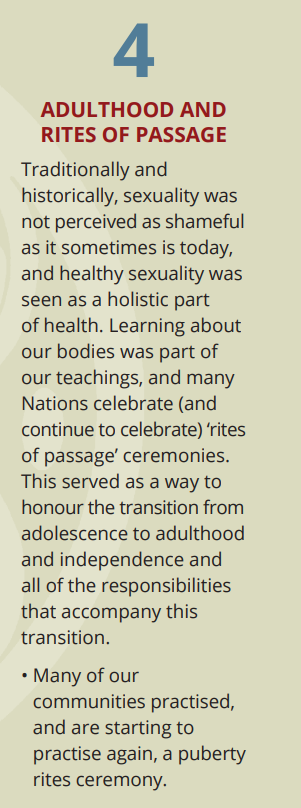 4
ADULTHOOD AND
RITES OF PASSAGE
Traditionally and
historically, sexuality was
not perceived as shameful
as it sometimes is today,
and healthy sexuality was
seen as a holistic part
of health. Learning about
our bodies was part of
our teachings, and many
Nations celebrate (and
continue to celebrate) ‘rites
of passage’ ceremonies.
This served as a way to
honour the transition from
adolescence to adulthood
and independence and
all of the responsibilities
that accompany this
transition.
• Many of our
communities practised,
and are starting to
practise again, a puberty
rites ceremony.